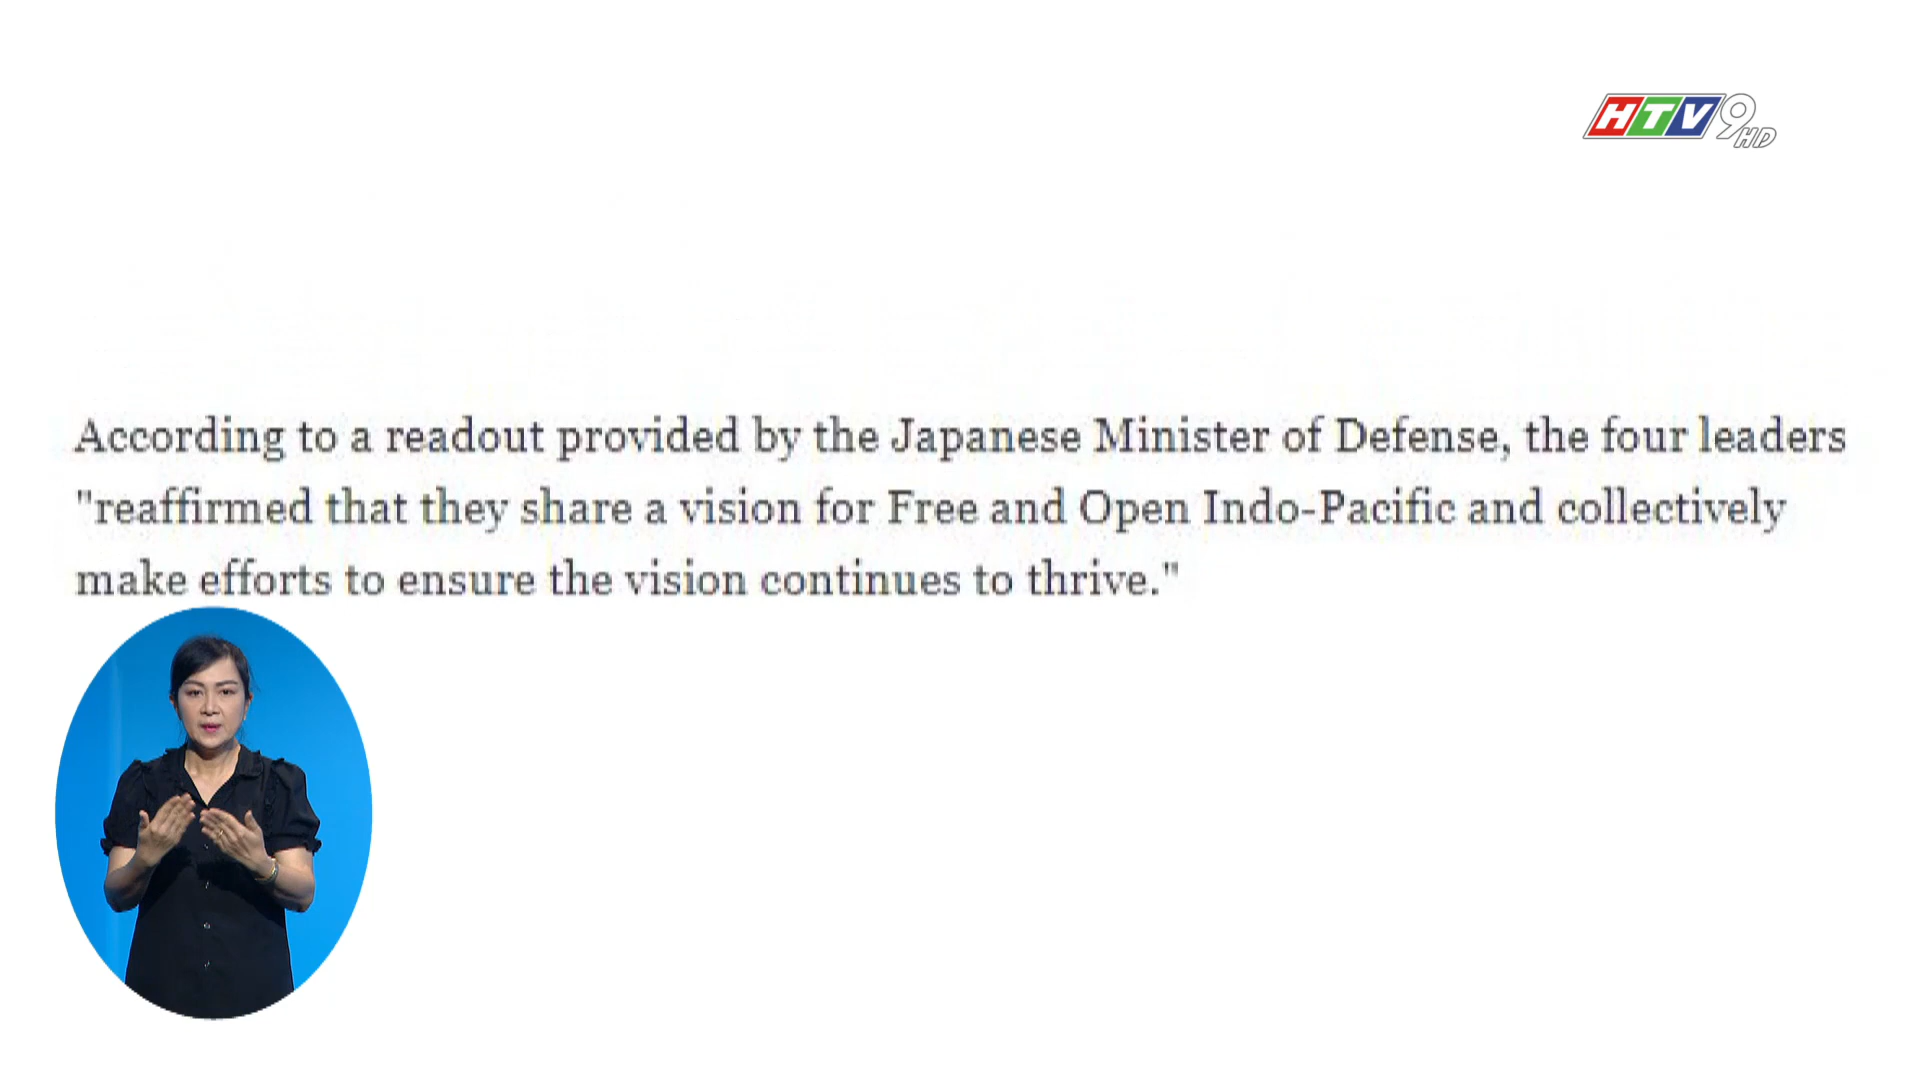 HTV9 HD
According to a readout provided by the Japanese Minister of Defense, the four leaders
"reaffirmed that they share a vision for Free and Open Indo-Pacific and collectively
make efforts to ensure the vision continues to thrive."